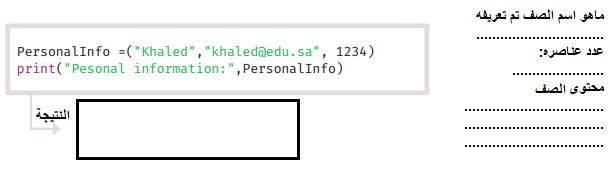 ماهو اسم الصف تم تعريفه
................................
عدد عناصره:
.....................
محتوى الصف
................................
................................
................................
PersonalInfo =("Khaled","khaled@edu.sa", 1234)
print("Pesonal information:",PersonalInfo)
النتيجة